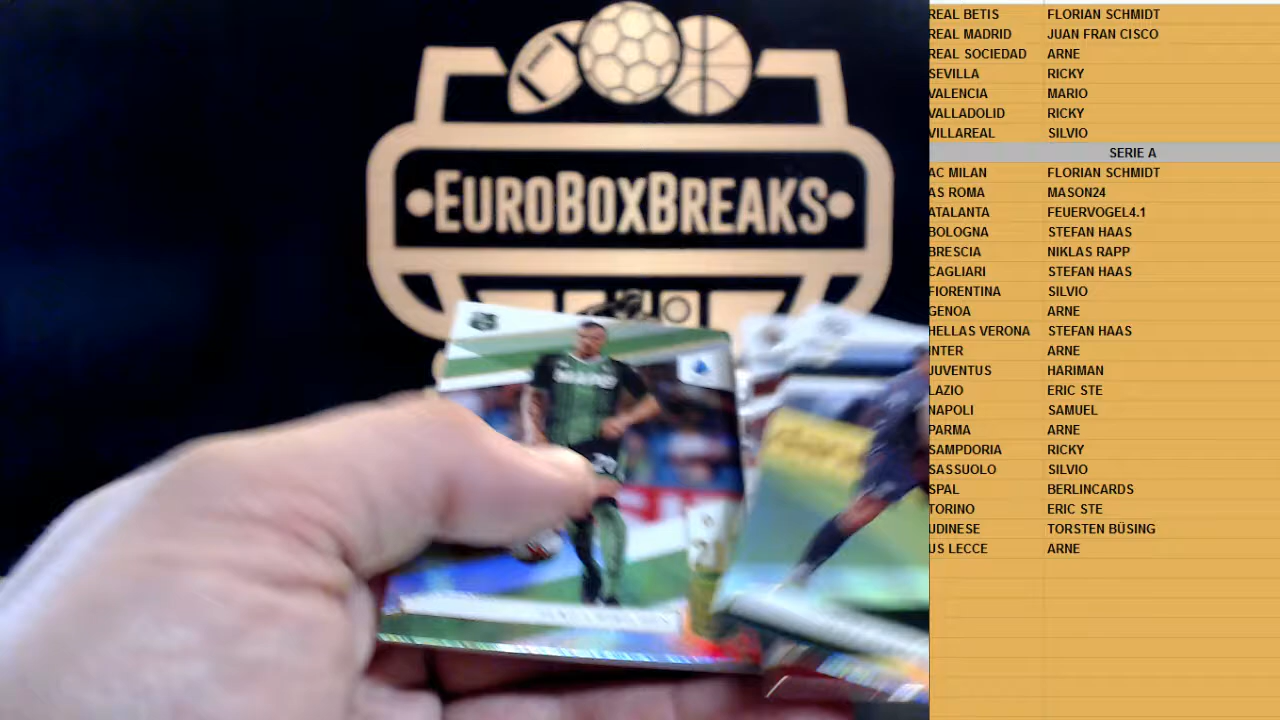 EUROBOXBREAKS
REAL BETIS FLORIAN SCHMIDT
REAL MADRID JUAN FRAN CISCO
REAL SOCIEDAD ARNE
SEVILLA RICKY
VALENCIA MARIO
VALLADOLID RICKY
VILLAREAL SILVIO
SERIE A
AC MILAN FLORIAN SCHMIDT
AS ROMA MASON24
ATALANTA FEUERVOGEL4.1
BOLOGNA STEFAN HAAS
BRESCIA NIKLAS RAPP
CAGLIARI STEFAN HAAS
FIORENTINA SILVIO
GENOA ARNE
HELLAS VERONA STEFAN HAAS
INTER ARNE
JUVENTUS HARIMAN
LAZIO ERIC STE
NAPOLI SAMUEL
PARMA ARNE
SAMPDORIA RICKY
SASSUOLO SILVIO
SPAL BERLINCARDS
TORINO ERIC STE
UDINESE TORSTEN BÜSING
US LECCE ARNE